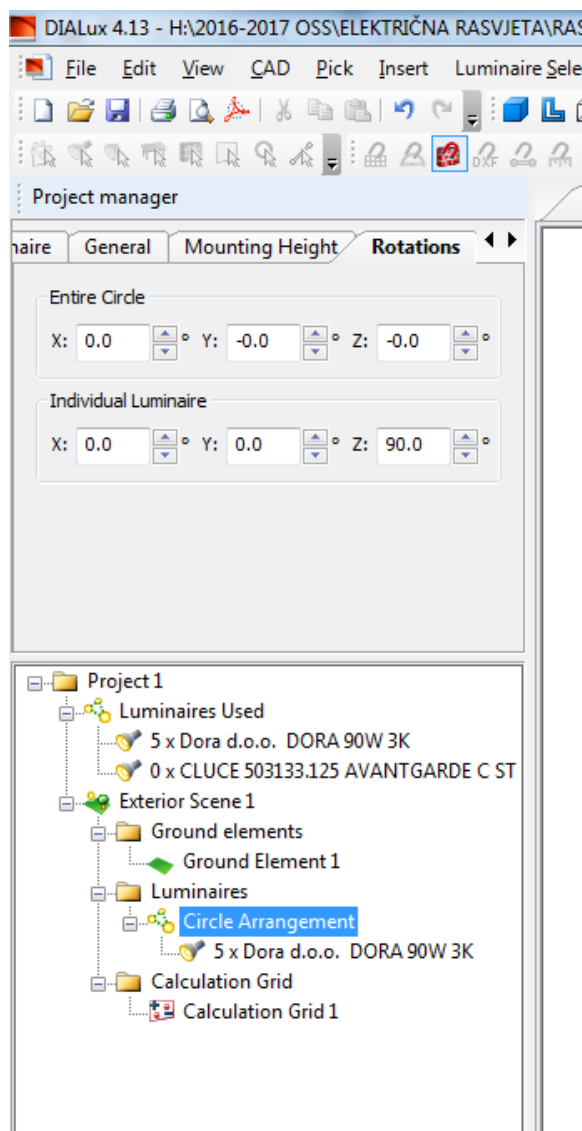 DIALux 4.13 - H:\2016-2017 OSS\ELEKTRIČNA RASVJETA\RAS
File Edit View CAD Pick Insert Luminaire Sele
DXF
Project manager
naire General Mounting Height Rotations
Entire Circle
X: 0.0 ° Y: -0.0 ° Z: -0.0 °
Individual Luminaire
X: 0.0 ° Y: 0.0 ° Z: 90.0 °
Project 1
Luminaires Used
5 x Dora d.o.o. DORA 90W 3K
0 x CLUCE 503133.125 AVANTGARDE C ST
Exterior Scene 1
Ground elements
Ground Element 1
Luminaires
Circle Arrangement
5 x Dora d.o.o. DORA 90W 3K
Calculation Grid
Calculation Grid 1